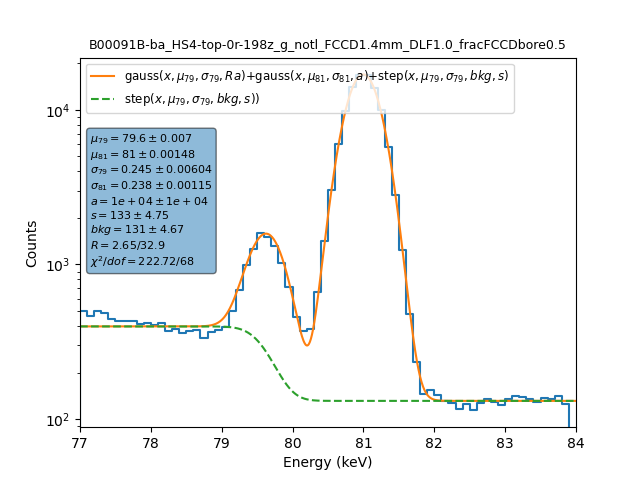 B00091B-ba_HS4-top-0r-198z_g_notl_FCCD1.4mm_DLF1.0_fracFCCDbore0.5
gauss(x, μ79, σ79, Ra)+gauss(x, μ81, σ81, a)+step(x, μ79, σ79, bkg, s)
step(x, μ79, σ79, bkg, s))
μ79 = 79.6 ± 0.007
μ81 = 81 ± 0.00148
σ79 = 0.245 ± 0.00604
σ81 = 0.238 ± 0.00115
a = 1e + 04 ± 1e + 04
s = 133 ± 4.75
bkg = 131 ± 4.67
R = 2.65/32.9
χ²/dof = 222.72/68
10⁴
10³
10²
Counts
77 78 79 80 81 82 83 84
Energy (keV)